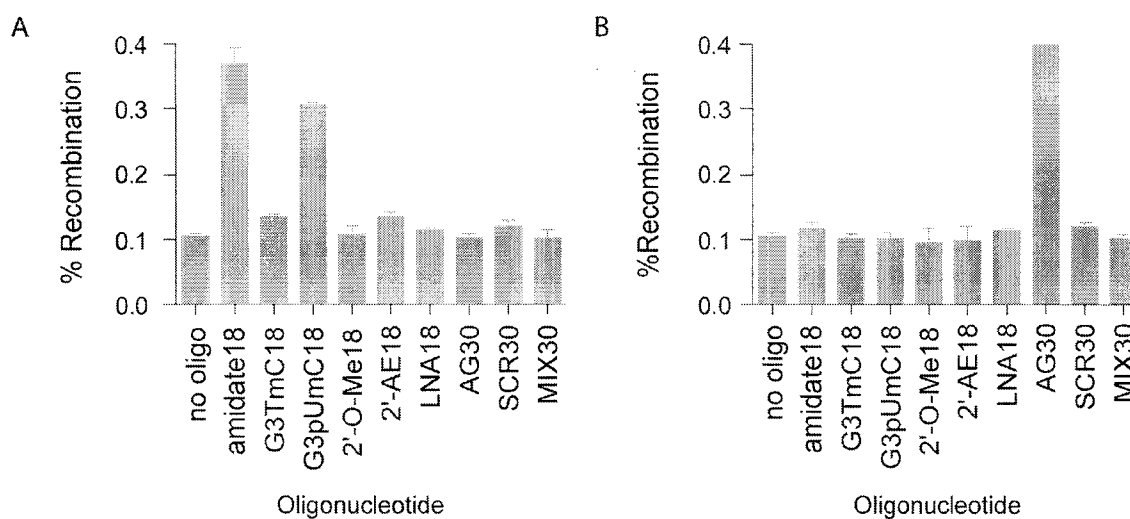 A
% Recombination
0.4
0.3
0.2
0.1
0.0
no oligo
amidate18
G3TmC18
G3pUmC18
2'-O-Me18
2'-AE18
LNA18
AG30
SCR30
MIX30
Oligonucleotide
B
%Recombination
0.4
0.3
0.2
0.1
0.0
no oligo
amidate18
G3TmC18
G3pUmC18
2'-O-Me18
2'-AE18
LNA18
AG30
SCR30
MIX30
Oligonucleotide